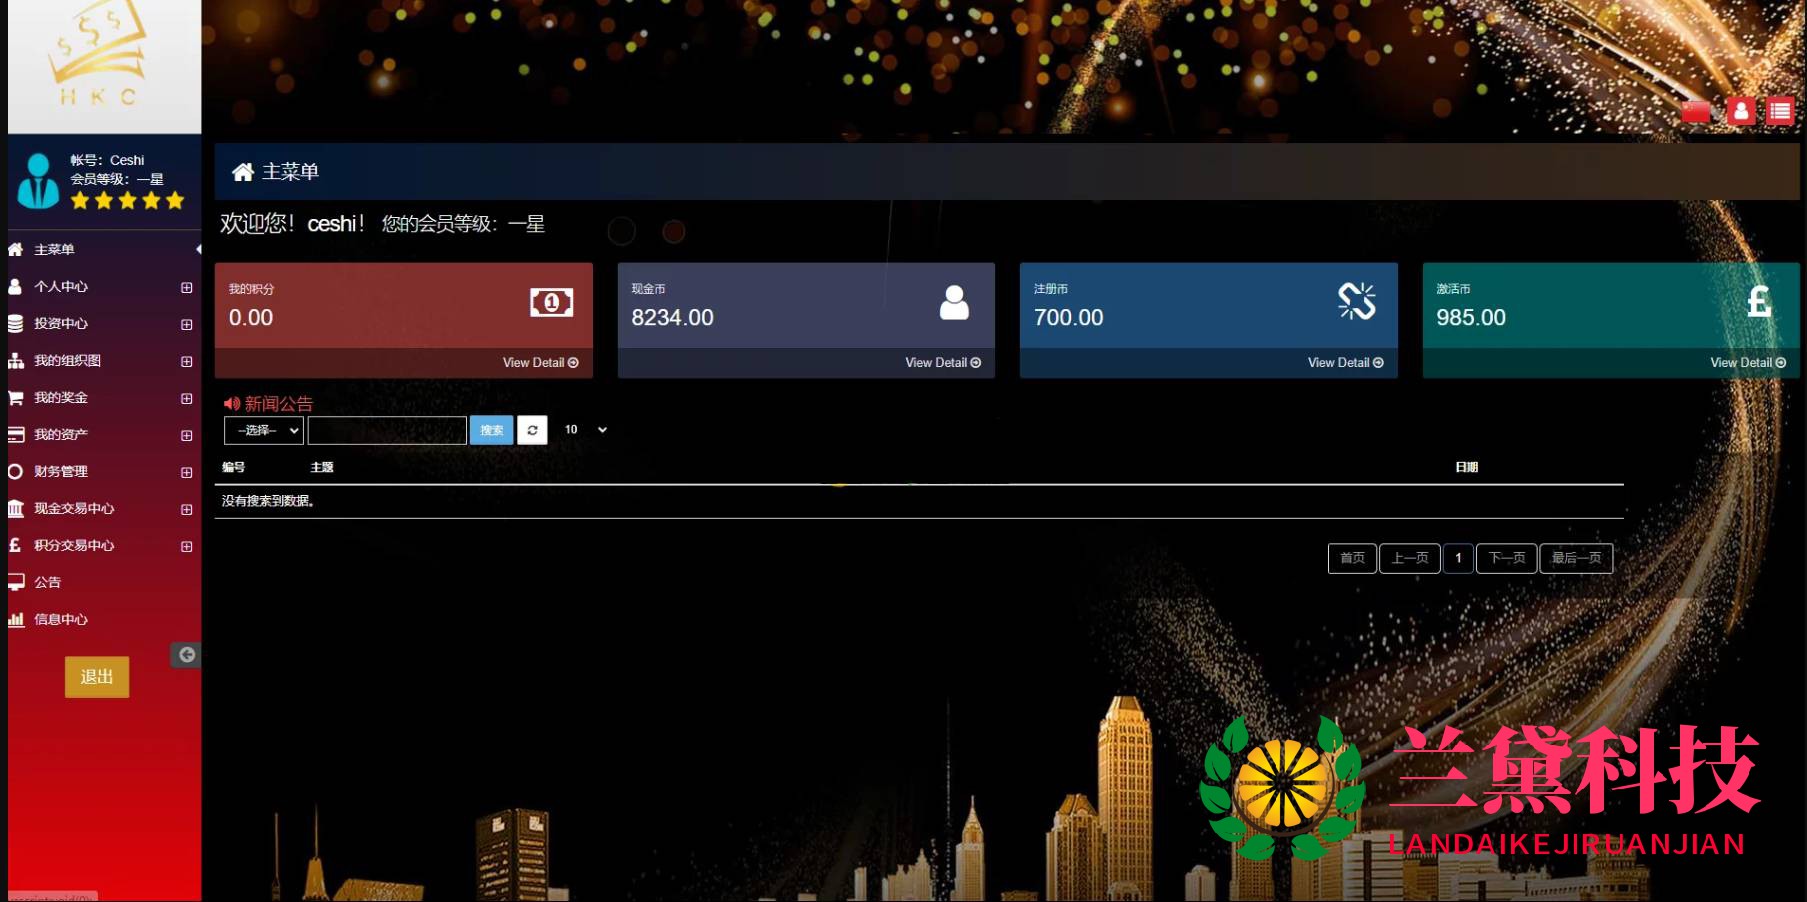 $ $ $
HKC
帐号：Ceshi
会员等级：一星
主菜单
个人中心
投资中心
我的组织图
我的奖金
我的资产
财务管理
现金交易中心
积分交易中心
公告
信息中心
退出
主菜单
欢迎您！ceshi！ 您的会员等级：一星
我的积分
0.00
View Detail
现金币
8234.00
View Detail
注册币
700.00
View Detail
激活币
985.00
View Detail
新闻公告
--选择-- 搜索 10
编号 主题 日期
没有搜索到数据。
首页 上一页 1 下一页 最后一页
兰黛科技
LANDAIKEJIRUANJIAN